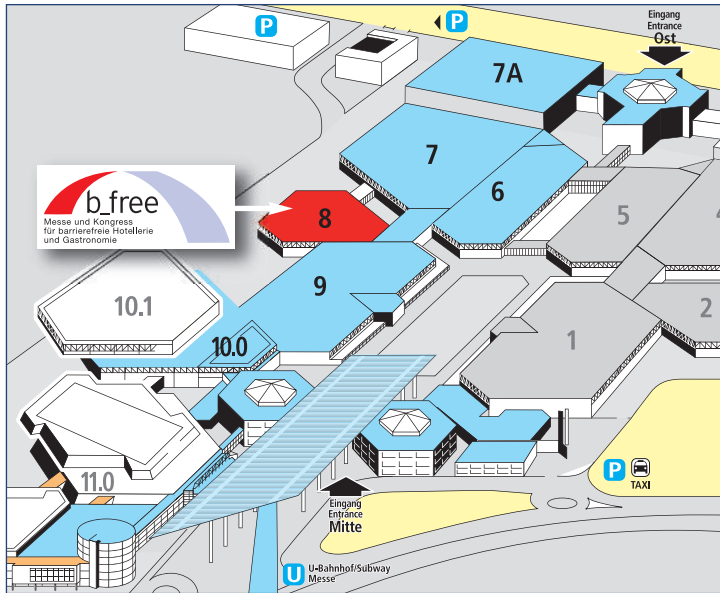 P
P
Eingang
Entrance
Ost
7A
7
6
5
4
b_free
Messe und Kongress
für barrierefreie Hotellerie
und Gastronomie
8
9
10.1
10.0
1
2
11.0
P
TAXI
Eingang
Entrance
Mitte
U
U-Bahnhof/Subway
Messe